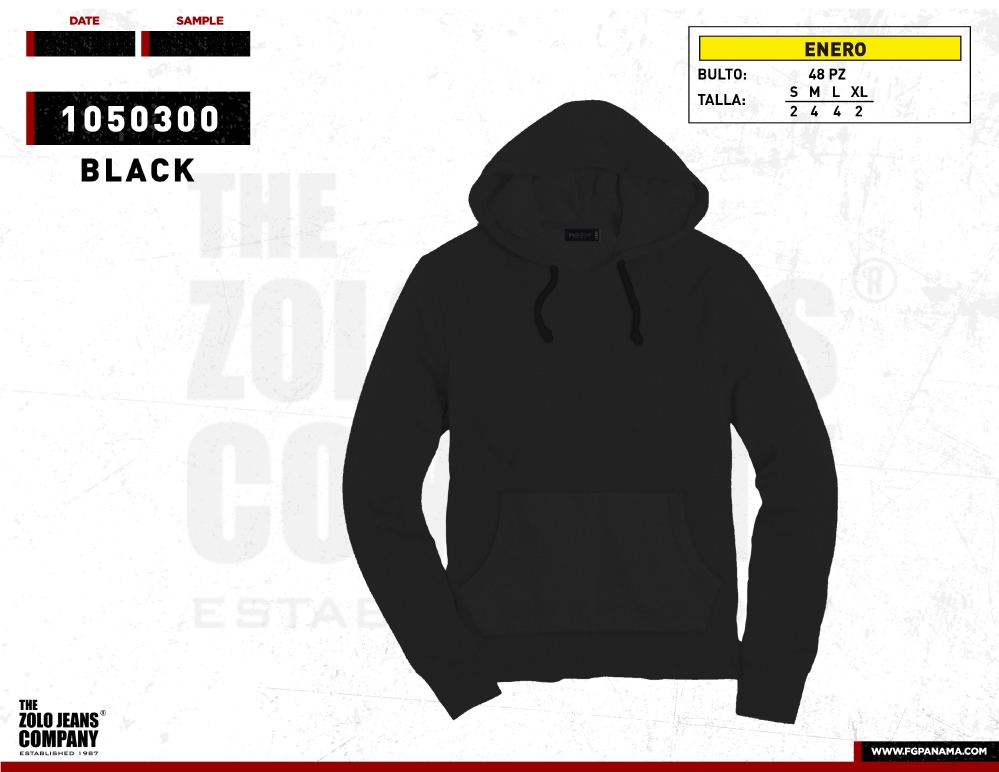 DATE SAMPLE
1050300
BLACK
ENERO
BULTO: 48 PZ
TALLA: S M L XL
2 4 4 2
THE
ZOLO JEANS®
COMPANY
ESTABLISHED 1987
WWW.FGPANAMA.COM